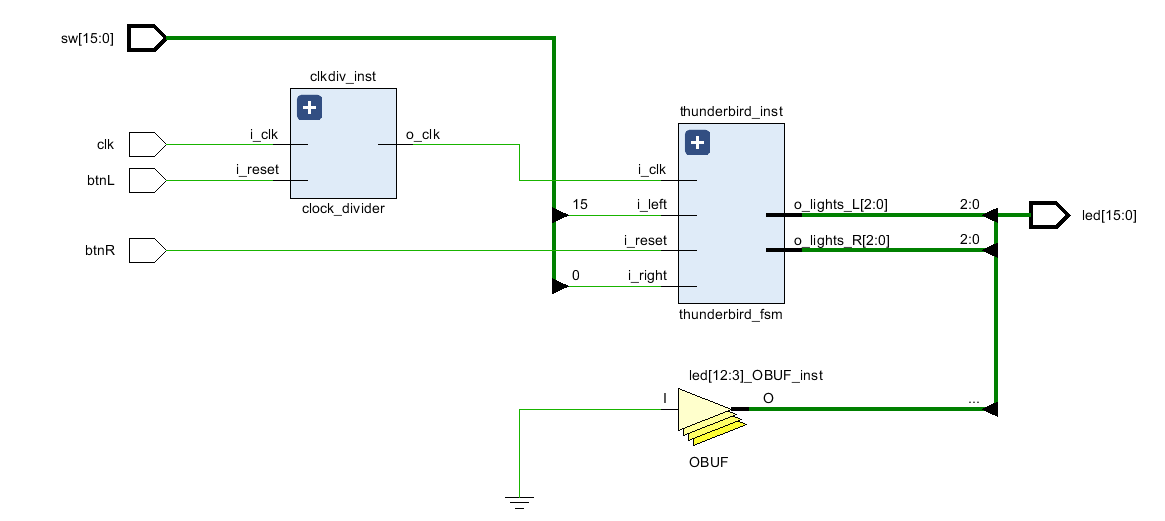 sw[15:0]
clkdiv_inst
clk
i_clk
o_clk
btnL
i_reset
clock_divider
thunderbird_inst
i_clk
15
i_left
o_lights_L[2:0]
2:0
led[15:0]
btnR
i_reset
o_lights_R[2:0]
2:0
0
i_right
thunderbird_fsm
led[12:3]_OBUF_inst
I
O
...
OBUF